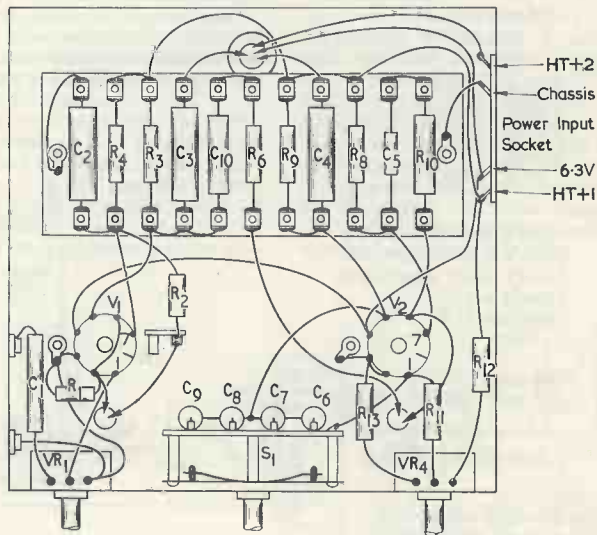 HT+2
Chassis
Power Input
Socket
6·3V
HT+1
C2
R4
R3
C3
C10
R6
R9
C4
R8
C5
R10
R2
V1
7
1
V2
7
1
R12
C1
R1
C9
C8
C7
C6
R13
R11
S1
VR1
VR4